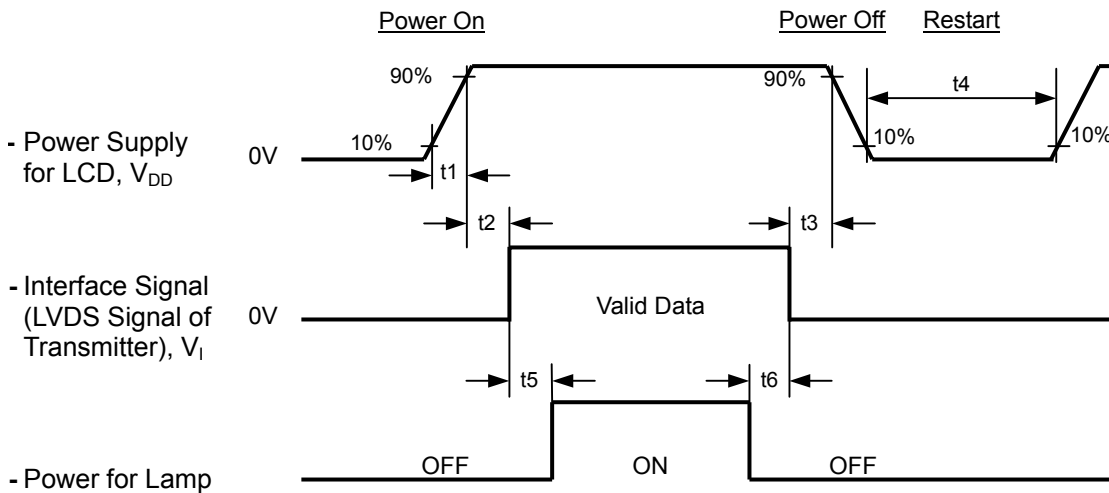 Power On
Power Off
Restart
90%
90%
t4
- Power Supply
for LCD, VDD
0V
10%
t1
10%
10%
t2
t3
- Interface Signal
(LVDS Signal of
Transmitter), VI
0V
Valid Data
t5
t6
- Power for Lamp
OFF
ON
OFF